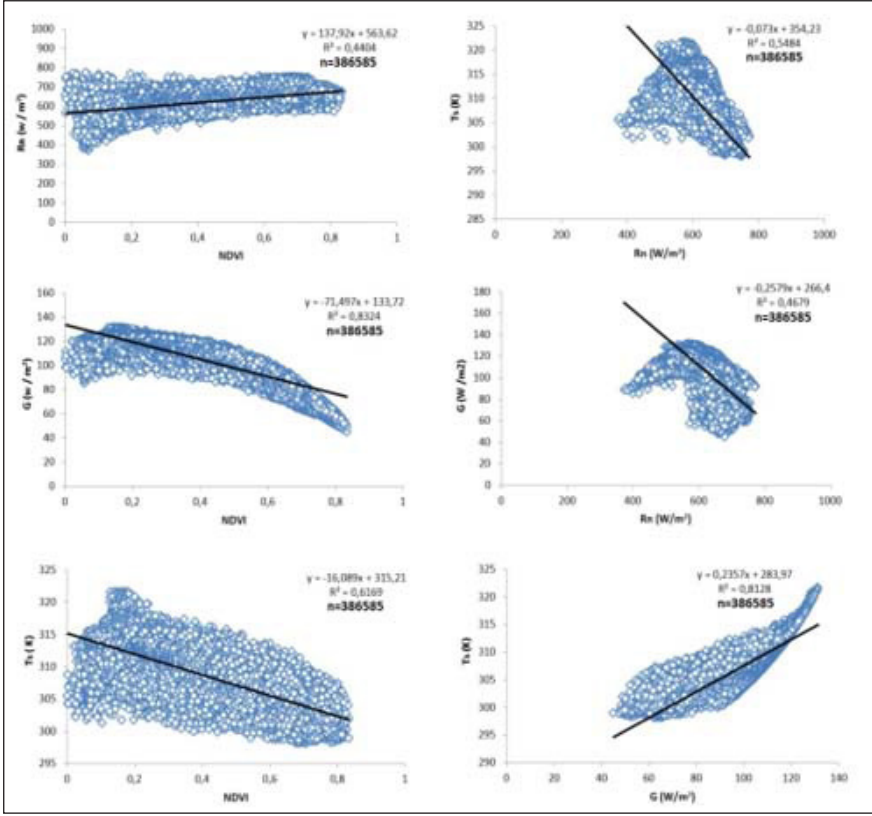 y = 137,92x + 563,62
R² = 0,4404
n=386585
Rn (w / m²)
1000
900
800
700
600
500
400
300
200
100
0
0 0,2 0,4 0,6 0,8 1
NDVI
y = -0,073x + 354,23
R² = 0,5484
n=386585
Ts (K)
325
320
315
310
305
300
295
290
285
200 400 600 800 1000
Rn (W/m²)
y = -71,497x + 133,72
R² = 0,8324
n=386585
G (w / m²)
160
140
120
100
80
60
40
20
0
0 0,2 0,4 0,6 0,8 1
NDVI
y = -0,2579x + 266,4
R² = 0,4679
n=386585
G (W /m2)
180
160
140
120
100
80
60
40
20
0
0 200 400 600 800 1000
Rn (W/m²)
y = -16,089x + 315,21
R² = 0,6169
n=386585
Ts ( K)
325
320
315
310
305
300
295
0 0,2 0,4 0,6 0,8 1
NDVI
y = 0,2357x + 283,97
R² = 0,8128
n=386585
Ts (K)
325
320
315
310
305
300
295
290
0 20 40 60 80 100 120 140
G (W/m²)